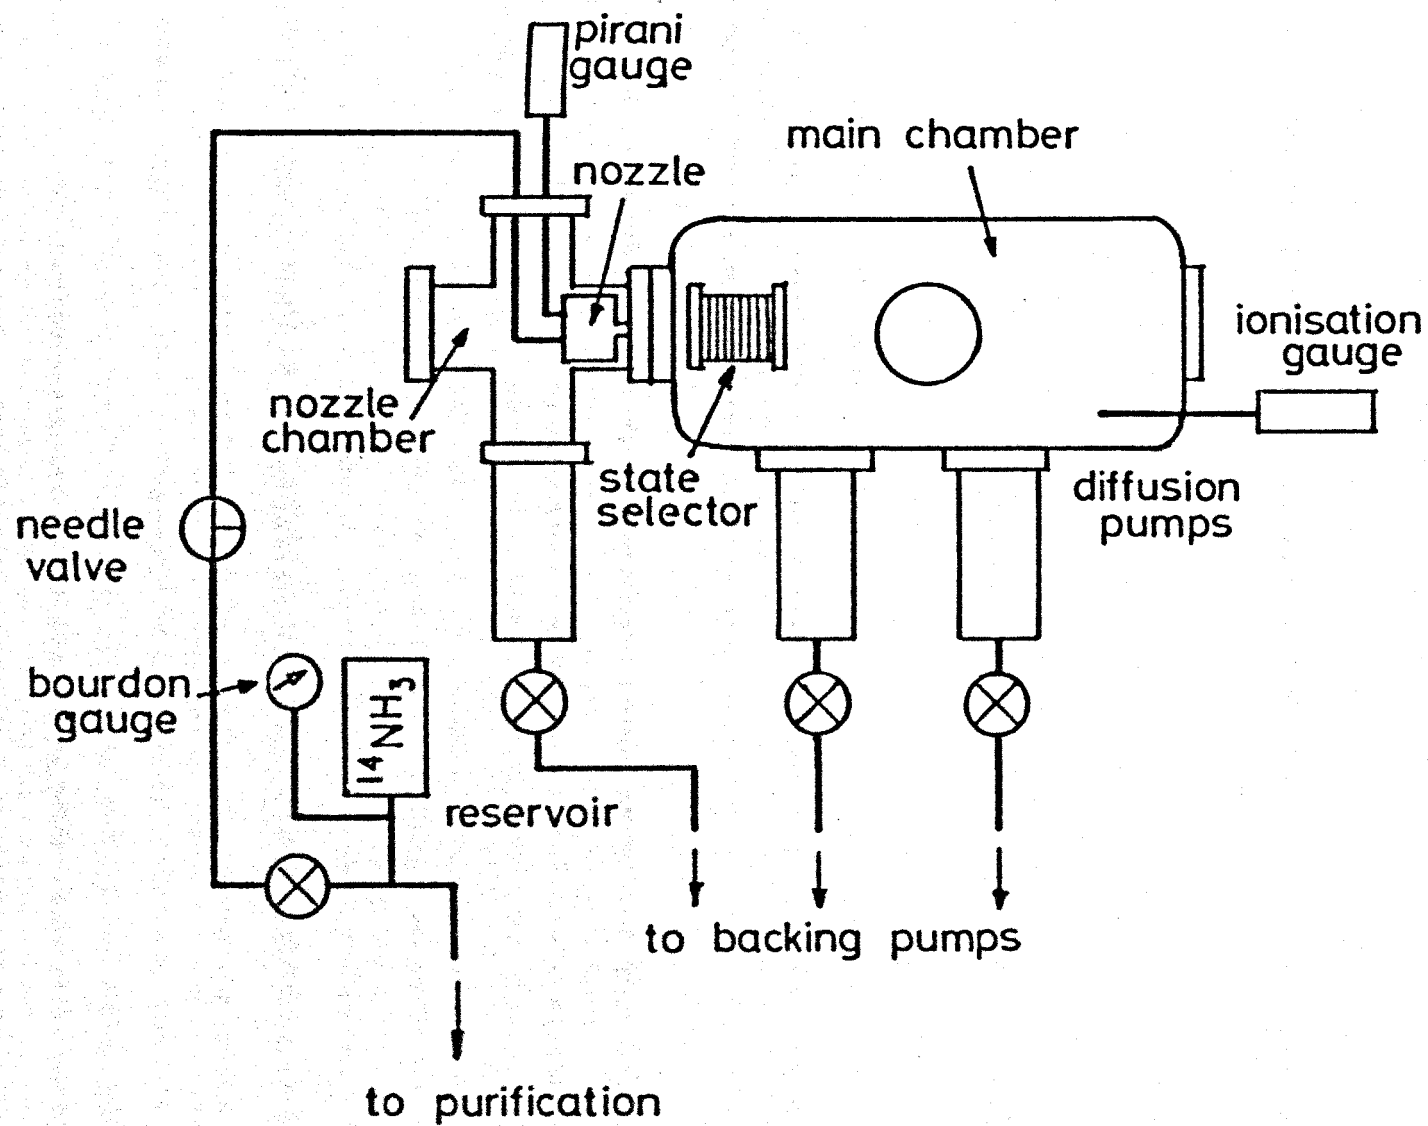 pirani
gauge
main chamber
nozzle
ionisation
gauge
nozzle
chamber
state
selector
diffusion
pumps
needle
valve
bourdon
gauge
¹⁴NH₃
reservoir
to backing pumps
to purification